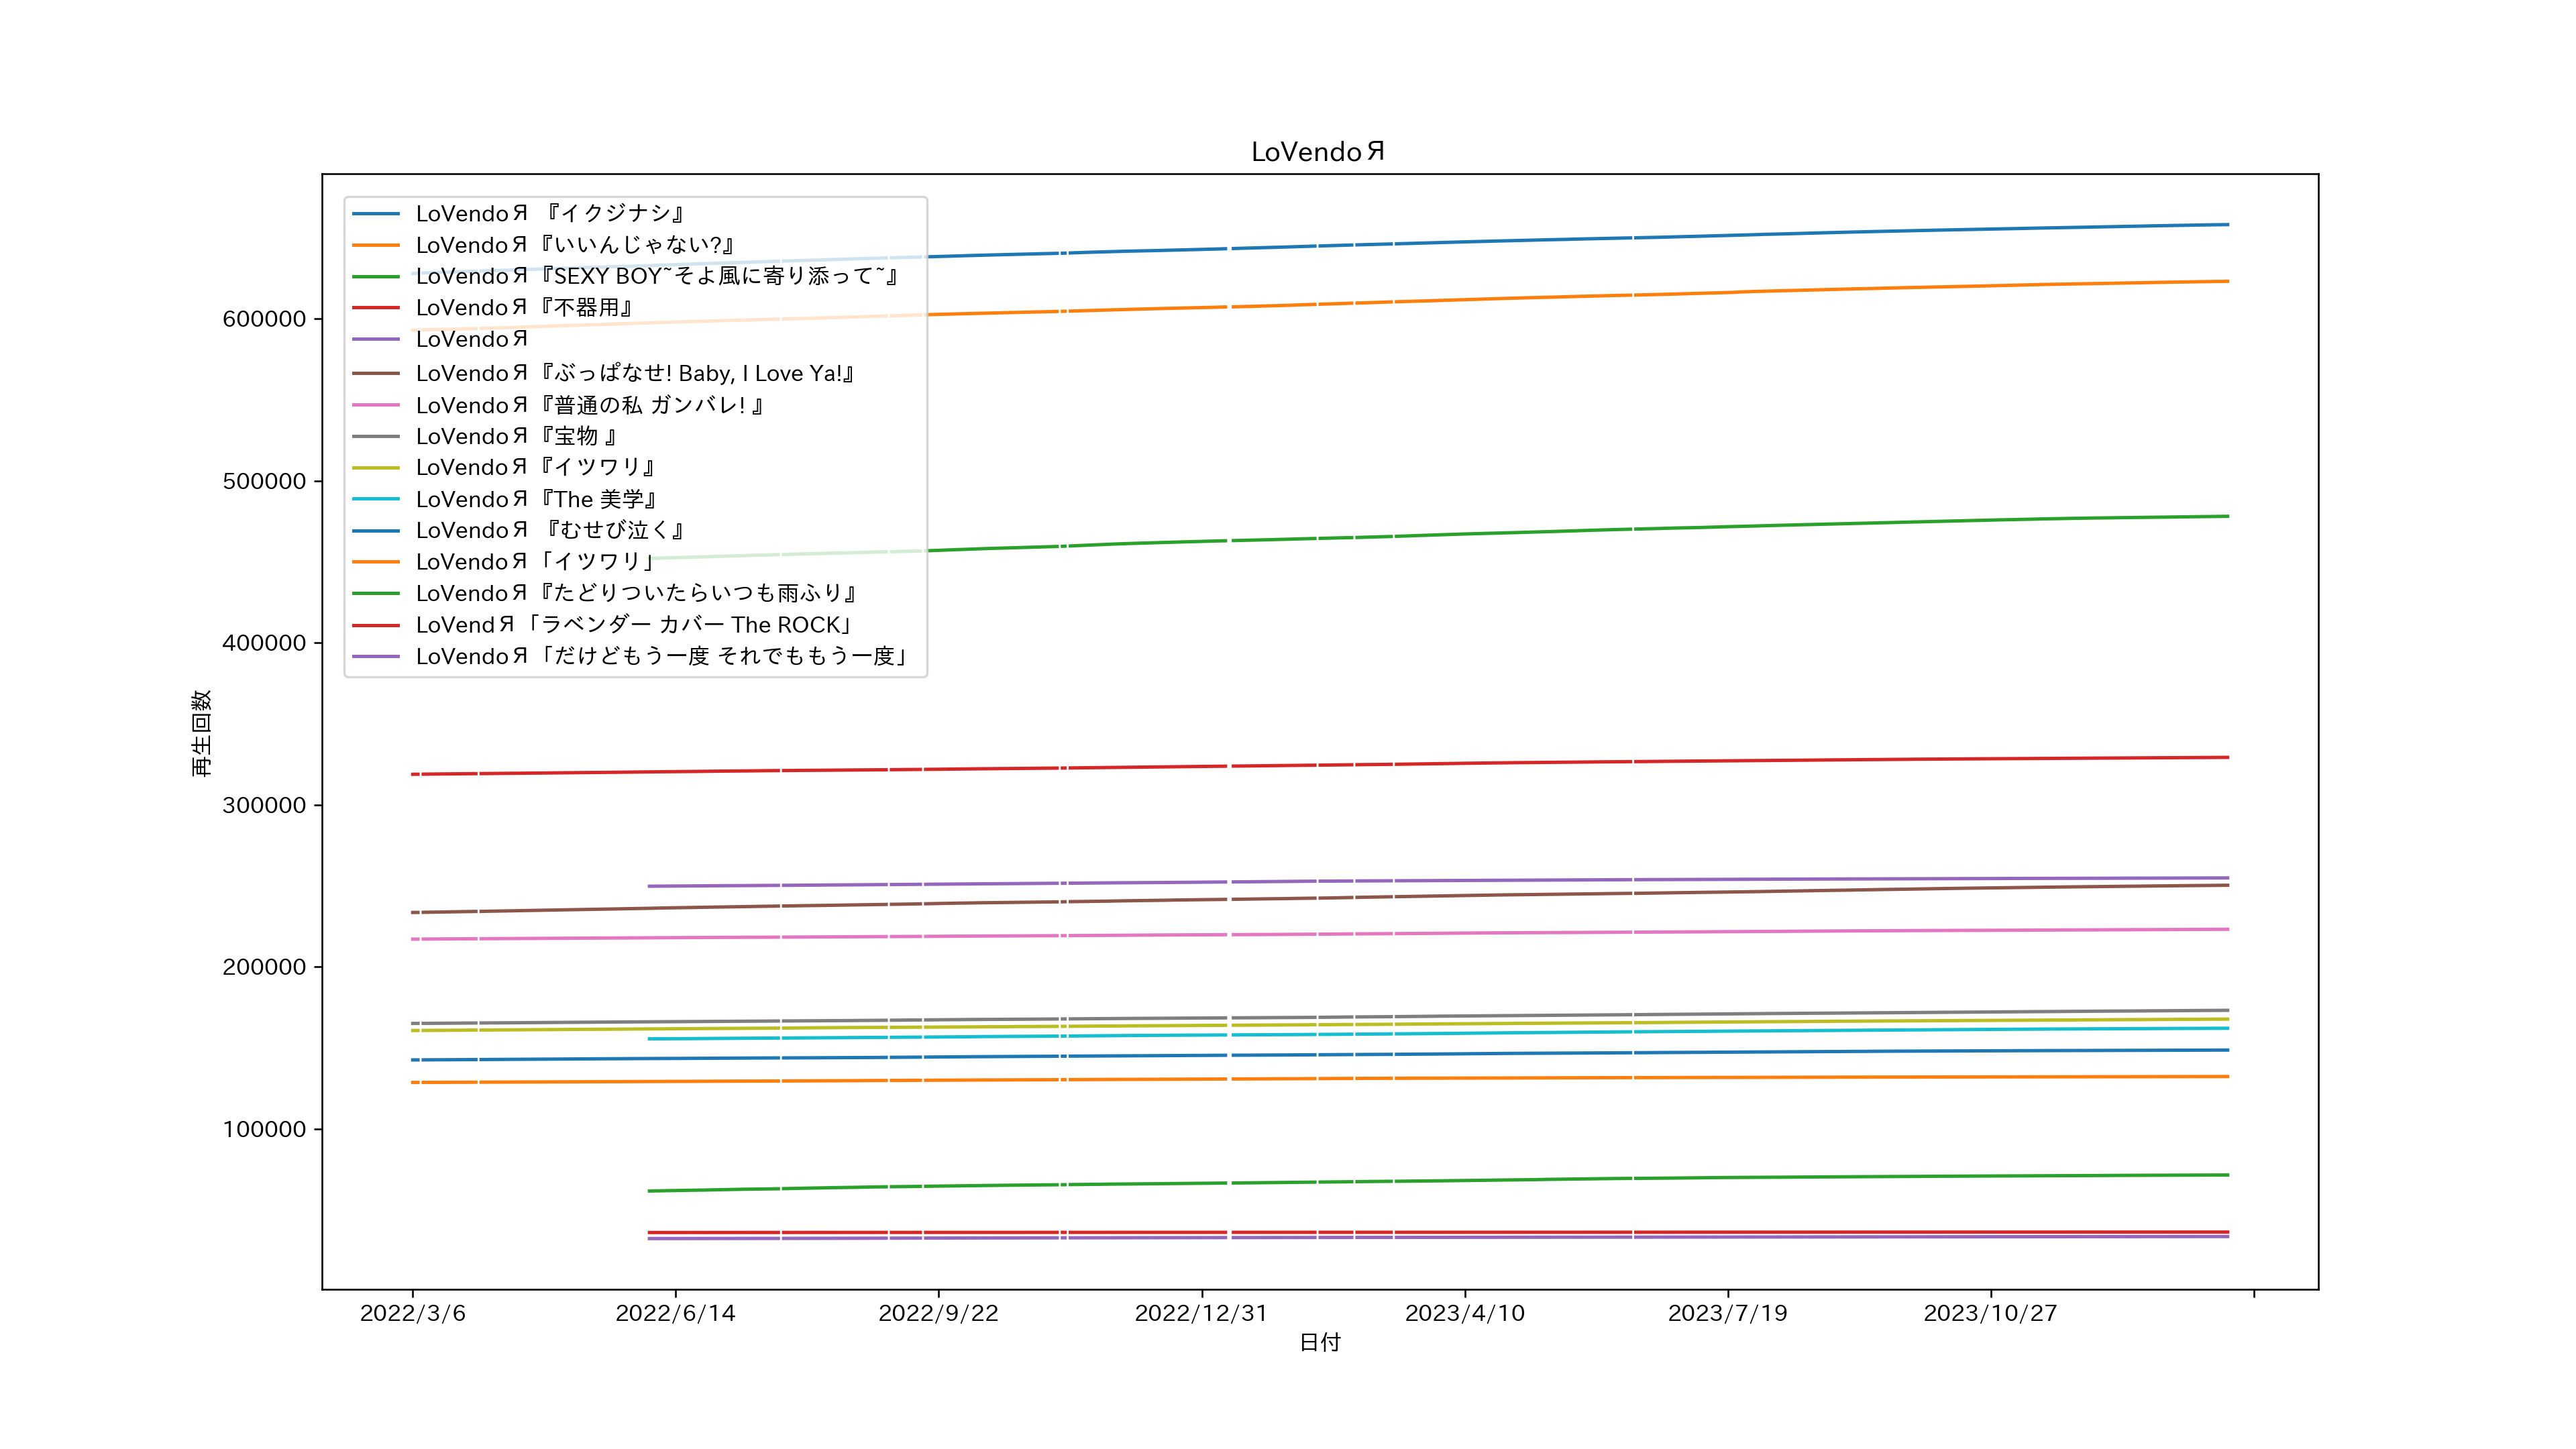 LoVendoЯ
LoVendoЯ 『イクジナシ』
LoVendoЯ『いいんじゃない?』
LoVendoЯ『SEXY BOY~そよ風に寄り添って~』
LoVendoЯ『不器用』
LoVendoЯ
LoVendoЯ『ぶっぱなせ! Baby, I Love Ya!』
LoVendoЯ『普通の私 ガンバレ! 』
LoVendoЯ『宝物 』
LoVendoЯ『イツワリ』
LoVendoЯ『The 美学』
LoVendoЯ 『むせび泣く』
LoVendoЯ「イツワリ」
LoVendoЯ『たどりついたらいつも雨ふり』
LoVendЯ「ラベンダー カバー The ROCK」
LoVendoЯ「だけどもう一度 それでももう一度」
再生回数
600000
500000
400000
300000
200000
100000
2022/3/6
2022/6/14
2022/9/22
2022/12/31
2023/4/10
2023/7/19
2023/10/27
日付